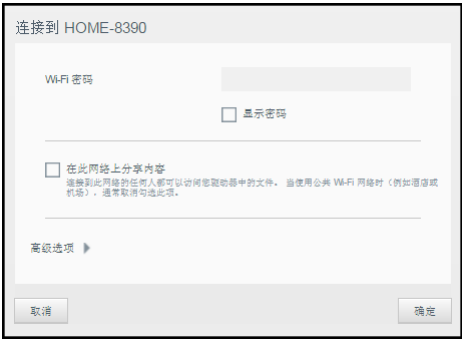 连接到 HOME-8390
Wi-Fi 密码
显示密码
在此网络上分享内容
连接到此网络的任何人都可以访问您驱动器中的文件。 当使用公共 Wi-Fi 网络时（例如酒店或
机场），通常取消勾选此项。
高级选项
取消
确定